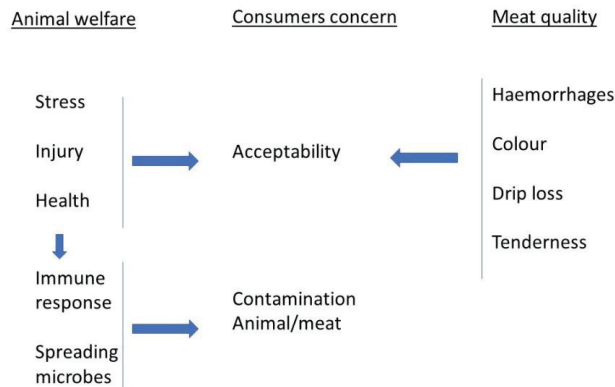 Animal welfare
Consumers concern
Meat quality
Stress
Injury
Health
Immune
response
Spreading
microbes
Acceptability
Contamination
Animal/meat
Haemorrhages
Colour
Drip loss
Tenderness